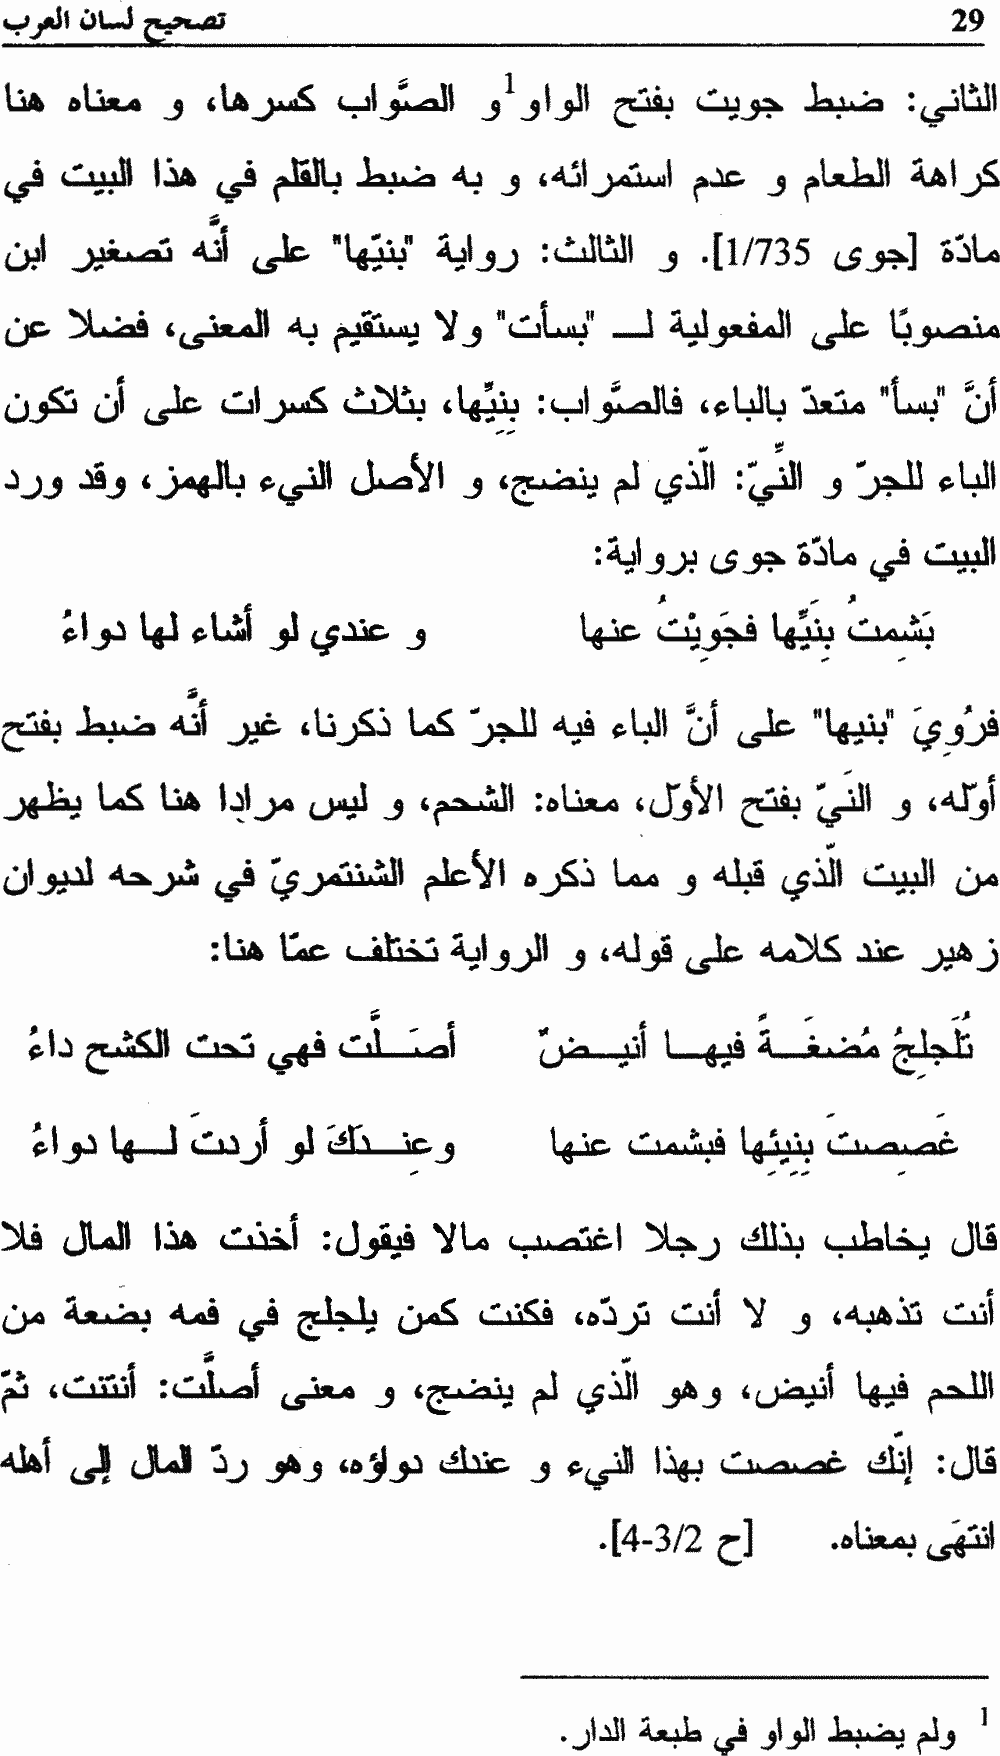 29 تصحيح لسان العرب
الثاني: ضبط جويت بفتح الواو1 و الصَّواب كسرها، و معناه هنا
كراهة الطعام و عدم استمرائه، و به ضبط بالقلم في هذا البيت في
مادّة [جوى 1/735]. و الثالث: رواية "بنيّها" على أنَّه تصغير ابن
منصوبًا على المفعولية لــ "بسأت" ولا يستقيم به المعنى، فضلا عن
أنَّ "بسأ" متعدّ بالباء، فالصَّواب: بِنِيِّها، بثلاث كسرات على أن تكون
الباء للجرّ و النِّيّ: الّذي لم ينضج، و الأصل النيء بالهمز، وقد ورد
البيت في مادّة جوى برواية:
بَشِمتُ بِنَيِّها فجَوِيْتُ عنها و عندي لو أشاء لها دواءُ
فرُوِيَ "بنيها" على أنَّ الباء فيه للجرّ كما ذكرنا، غير أنَّه ضبط بفتح
أوّله، و النَيّ بفتح الأوّل، معناه: الشحم، و ليس مرادا هنا كما يظهر
من البيت الّذي قبله و مما ذكره الأعلم الشنتمريّ في شرحه لديوان
زهير عند كلامه على قوله، و الرواية تختلف عمّا هنا:
تُلَجلِجُ مُضغَــةً فيهــا أنيــضٌ أصَــلَّت فهي تحت الكشح داءُ
غَصِصتَ بِنِيئِها فبشمت عنها وعِنــدَكَ لو أردتَ لــها دواءُ
قال يخاطب بذلك رجلا اغتصب مالا فيقول: أخذت هذا المال فلا
أنت تذهبه، و لا أنت تردّه، فكنت كمن يلجلج في فمه بضعة من
اللحم فيها أنيض، وهو الّذي لم ينضج، و معنى أصلَّت: أنتنت، ثمّ
قال: إنّك غصصت بهذا النيء و عندك دواؤه، وهو ردّ المال إلى أهله
انتهَى بمعناه. [ح 2/3-4].
1 ولم يضبط الواو في طبعة الدار.